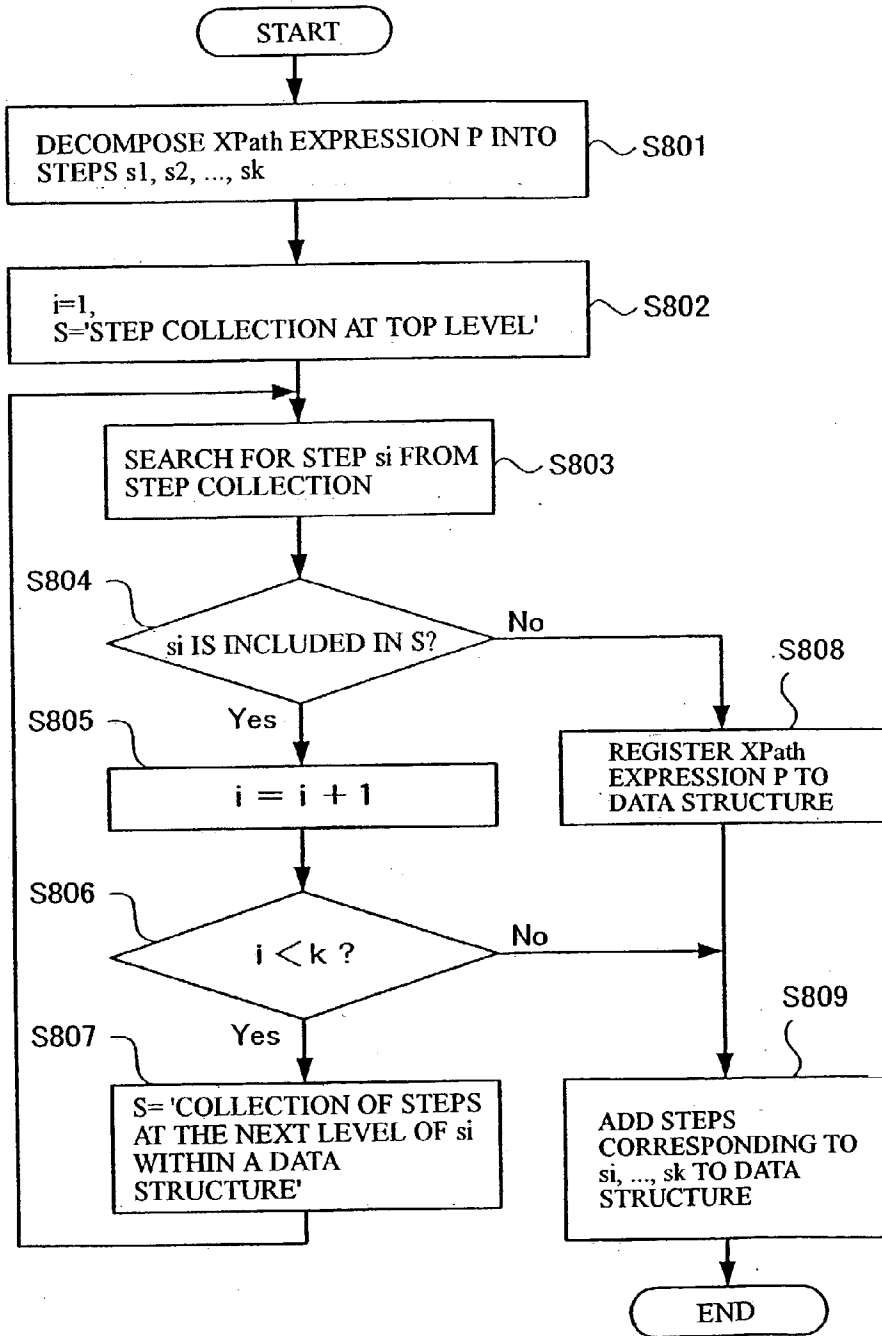 START
DECOMPOSE XPath EXPRESSION P INTO
STEPS s1, s2, ..., sk
S801
i=1,
S='STEP COLLECTION AT TOP LEVEL'
S802
SEARCH FOR STEP si FROM
STEP COLLECTION
S803
S804
si IS INCLUDED IN S?
No
Yes
S805
i = i + 1
S808
REGISTER XPath
EXPRESSION P TO
DATA STRUCTURE
S806
i < k ?
No
Yes
S807
S= 'COLLECTION OF STEPS
AT THE NEXT LEVEL OF si
WITHIN A DATA
STRUCTURE'
S809
ADD STEPS
CORRESPONDING TO
si, ..., sk TO DATA
STRUCTURE
END